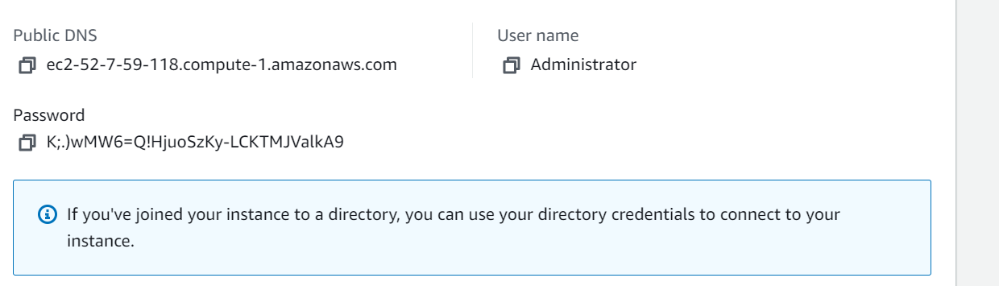 Public DNS
ec2-52-7-59-118.compute-1.amazonaws.com
User name
Administrator
Password
K;.)wMW6=Q!HjuoSzKy-LCKTMJValkA9
If you've joined your instance to a directory, you can use your directory credentials to connect to your
instance.